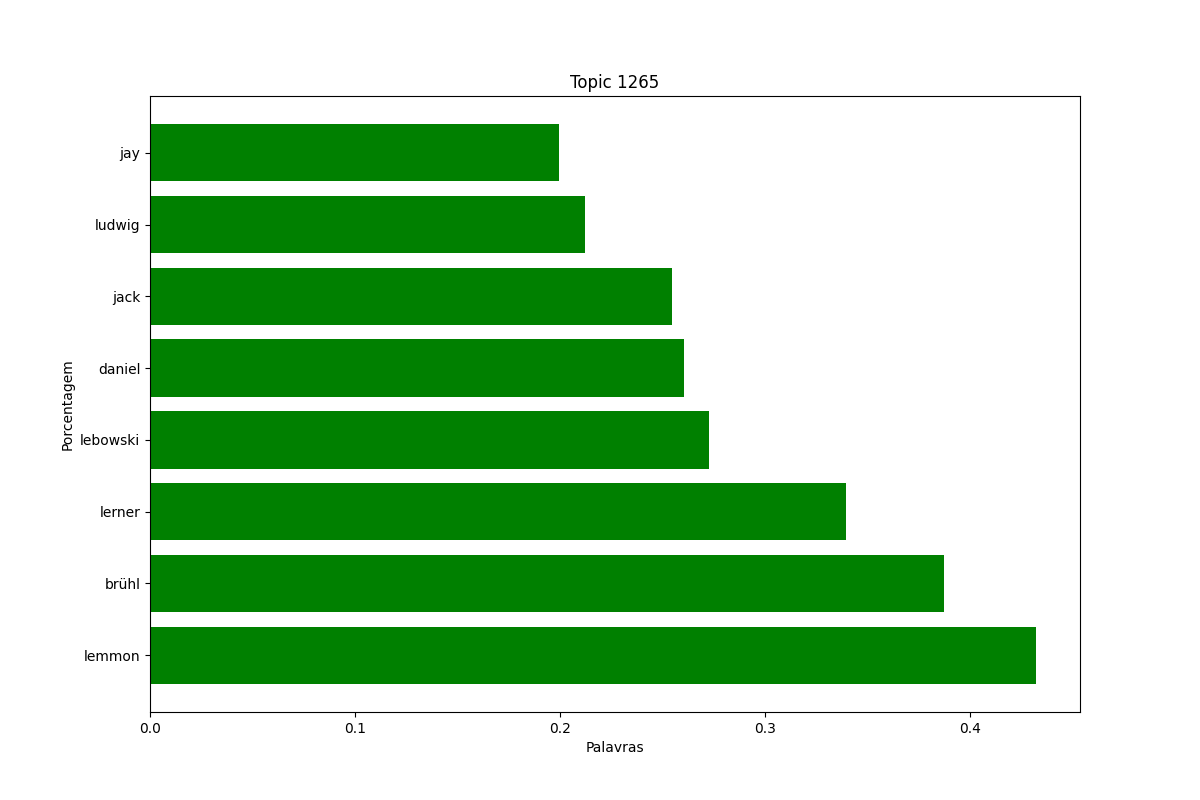 Topic 1265
jay
ludwig
jack
daniel
lebowski
lerner
brühl
lemmon
Porcentagem
0.0 0.1 0.2 0.3 0.4
Palavras